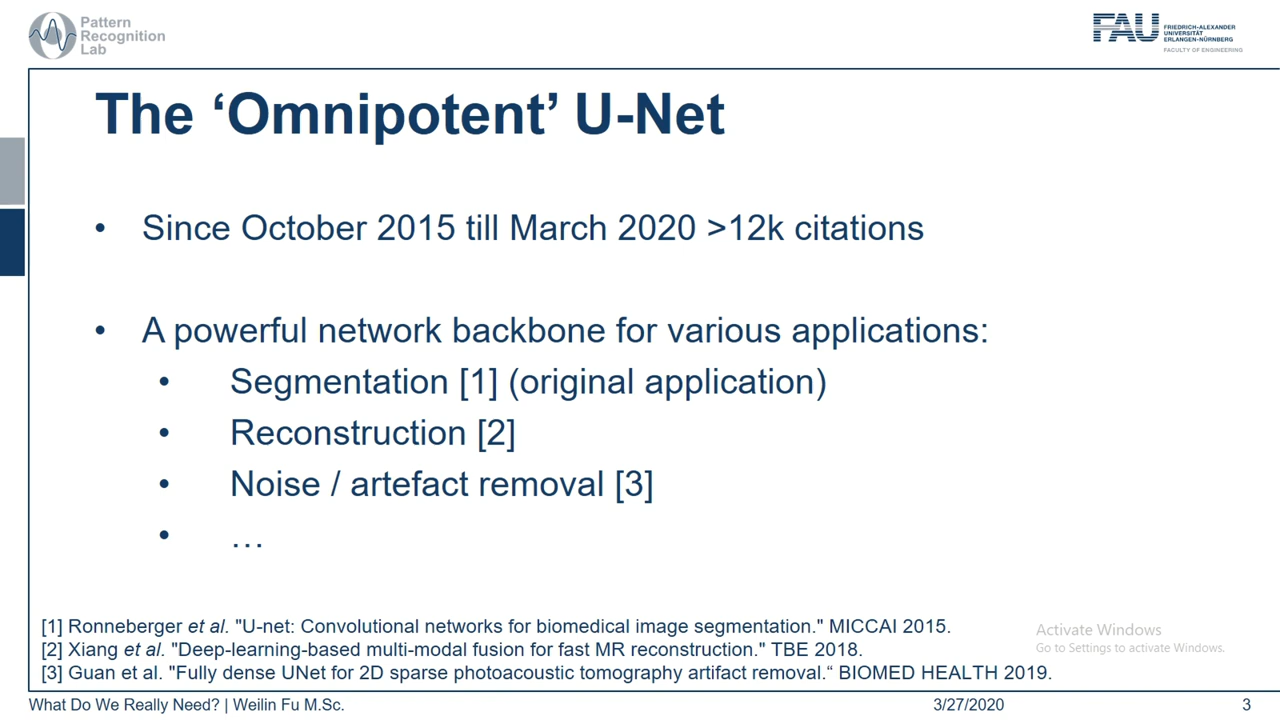 Pattern
Recognition
Lab
FAU
FRIEDRICH-ALEXANDER
UNIVERSITÄT
ERLANGEN-NÜRNBERG
FACULTY OF ENGINEERING
The ‘Omnipotent’ U-Net
• Since October 2015 till March 2020 >12k citations
• A powerful network backbone for various applications:
• Segmentation [1] (original application)
• Reconstruction [2]
• Noise / artefact removal [3]
• …
[1] Ronneberger et al. "U-net: Convolutional networks for biomedical image segmentation." MICCAI 2015.
[2] Xiang et al. "Deep-learning-based multi-modal fusion for fast MR reconstruction." TBE 2018.
[3] Guan et al. "Fully dense UNet for 2D sparse photoacoustic tomography artifact removal.“ BIOMED HEALTH 2019.
Activate Windows
Go to Settings to activate Windows.
What Do We Really Need? | Weilin Fu M.Sc. 3/27/2020 3